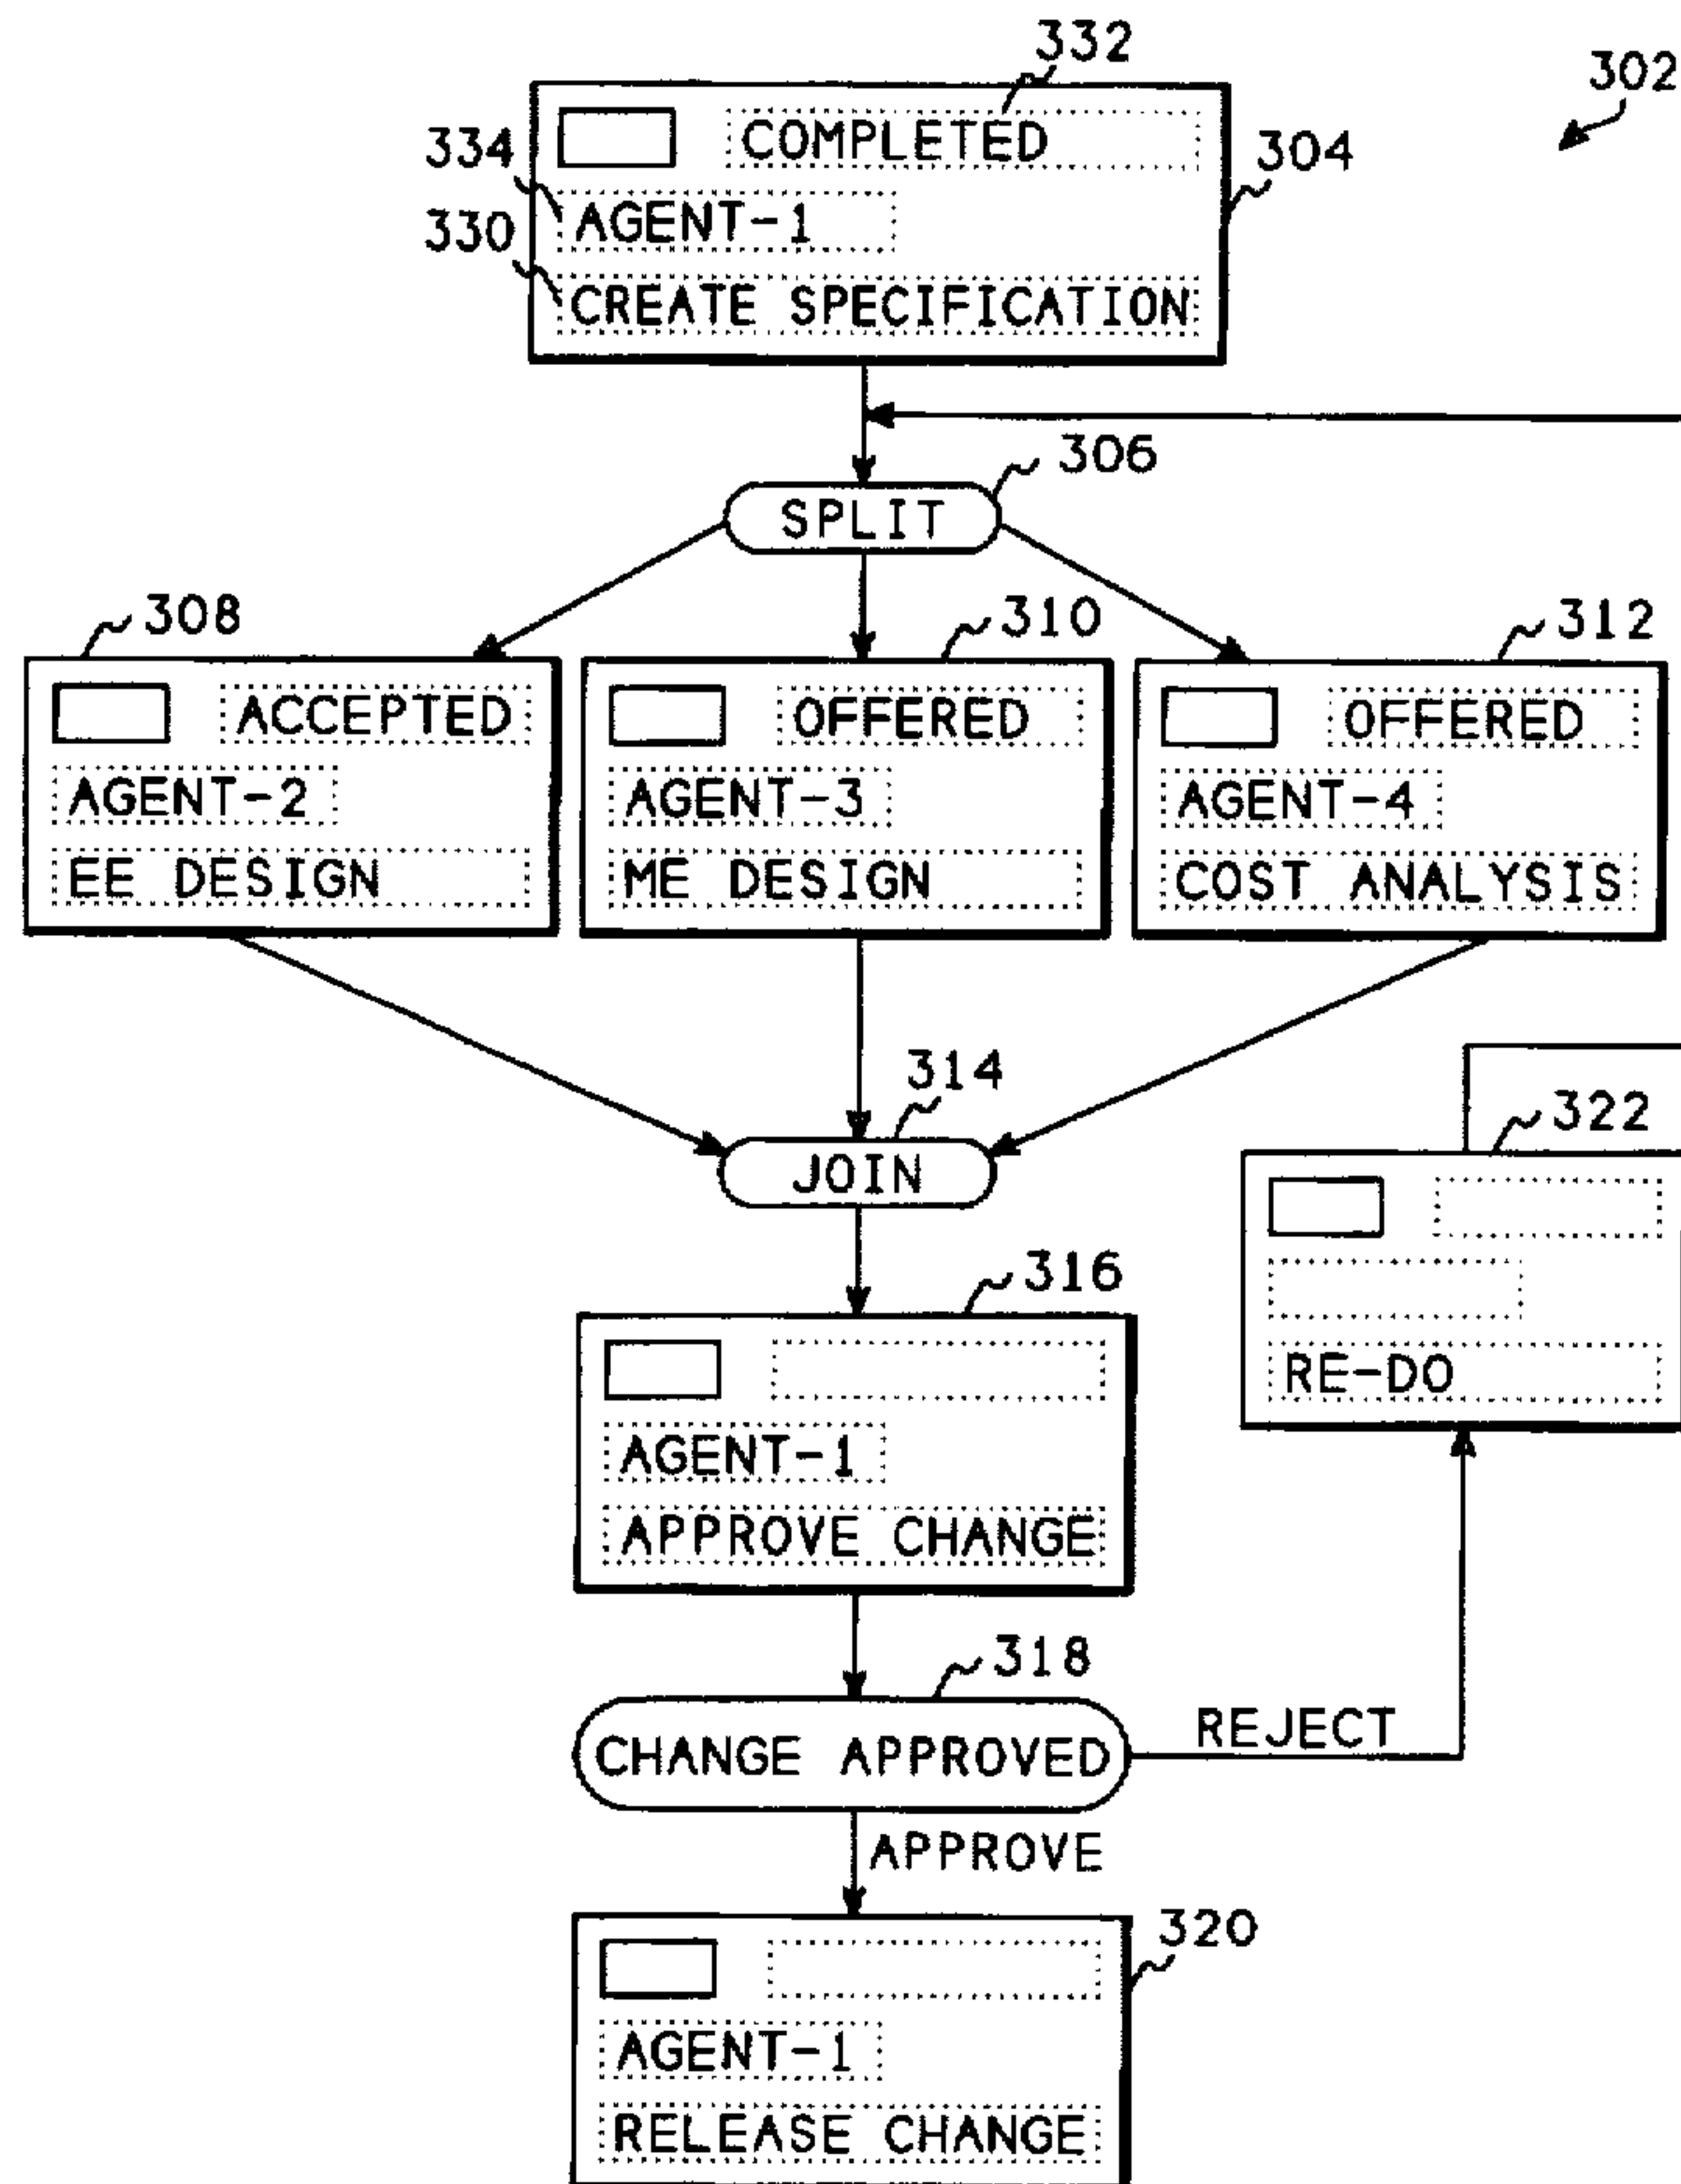 332
302
COMPLETED
304
334
AGENT-1
330
CREATE SPECIFICATION
306
SPLIT
308
310
312
ACCEPTED
OFFERED
OFFERED
AGENT-2
AGENT-3
AGENT-4
EE DESIGN
ME DESIGN
COST ANALYSIS
314
322
JOIN
316
RE-DO
AGENT-1
APPROVE CHANGE
318
REJECT
CHANGE APPROVED
APPROVE
320
AGENT-1
RELEASE CHANGE